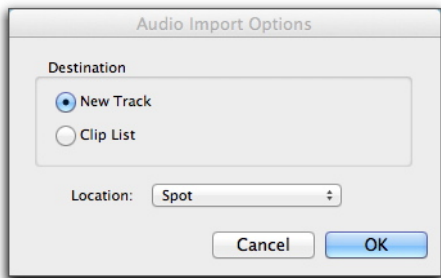 Audio Import Options
Destination
New Track
Clip List
Location: Spot
Cancel OK